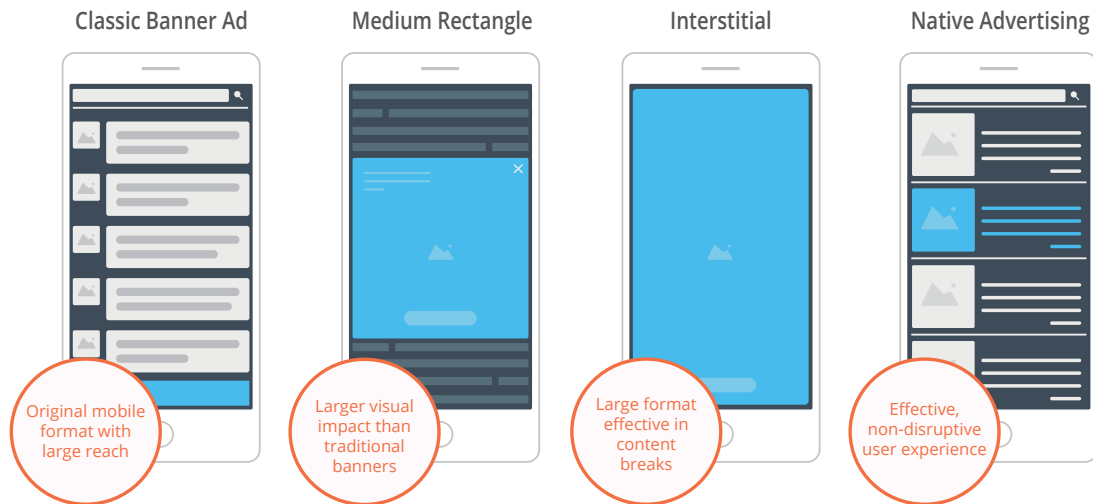 Classic Banner Ad
Medium Rectangle
Interstitial
Native Advertising
Original mobile
format with
large reach
Larger visual
impact than
traditional
banners
Large format
effective in
content
breaks
Effective,
non-disruptive
user experience